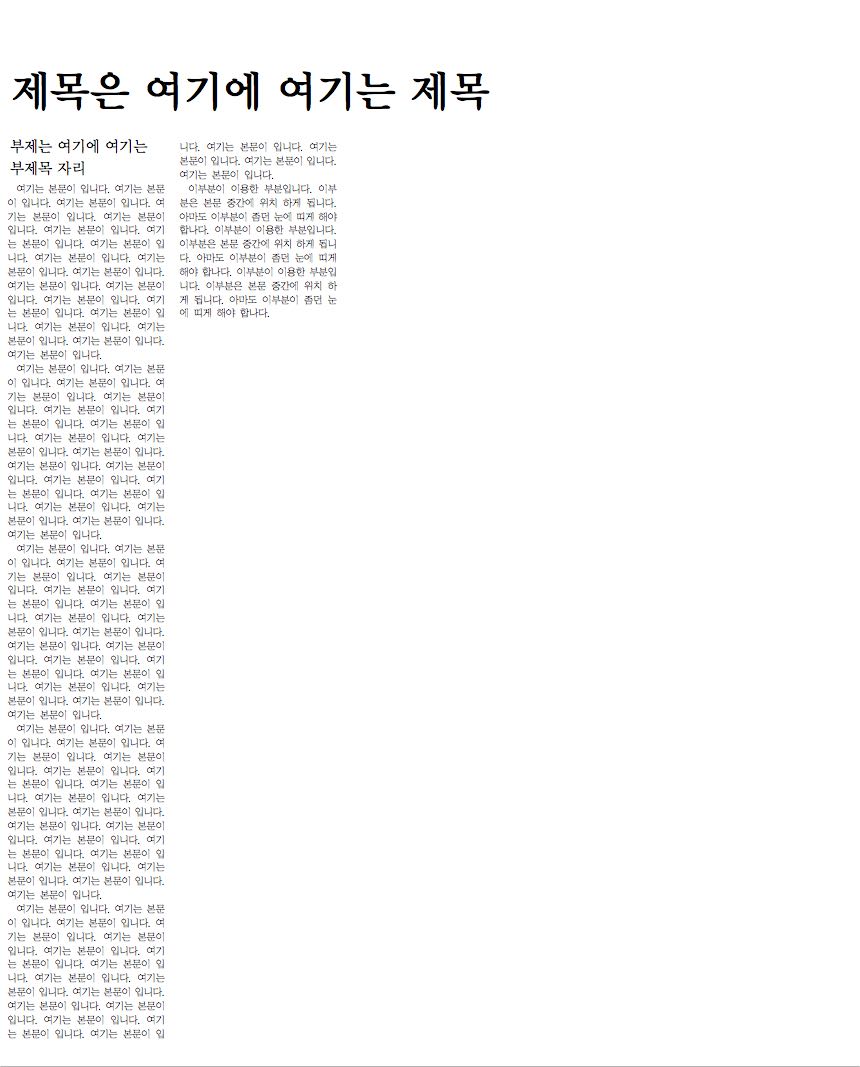 제목은 여기에 여기는 제목
부제는 여기에 여기는
부제목 자리
여기는 본문이 입니다. 여기는 본문
이 입니다. 여기는 본문이 입니다. 여
기는 본문이 입니다. 여기는 본문이
입니다. 여기는 본문이 입니다. 여기
는 본문이 입니다. 여기는 본문이 입
니다. 여기는 본문이 입니다. 여기는
본문이 입니다. 여기는 본문이 입니다.
여기는 본문이 입니다. 여기는 본문이
입니다. 여기는 본문이 입니다. 여기
는 본문이 입니다. 여기는 본문이 입
니다. 여기는 본문이 입니다. 여기는
본문이 입니다. 여기는 본문이 입니다.
여기는 본문이 입니다.
여기는 본문이 입니다. 여기는 본문
이 입니다. 여기는 본문이 입니다. 여
기는 본문이 입니다. 여기는 본문이
입니다. 여기는 본문이 입니다. 여기
는 본문이 입니다. 여기는 본문이 입
니다. 여기는 본문이 입니다. 여기는
본문이 입니다. 여기는 본문이 입니다.
여기는 본문이 입니다. 여기는 본문이
입니다. 여기는 본문이 입니다. 여기
는 본문이 입니다. 여기는 본문이 입
니다. 여기는 본문이 입니다. 여기는
본문이 입니다. 여기는 본문이 입니다.
여기는 본문이 입니다.
여기는 본문이 입니다. 여기는 본문
이 입니다. 여기는 본문이 입니다. 여
기는 본문이 입니다. 여기는 본문이
입니다. 여기는 본문이 입니다. 여기
는 본문이 입니다. 여기는 본문이 입
니다. 여기는 본문이 입니다. 여기는
본문이 입니다. 여기는 본문이 입니다.
여기는 본문이 입니다. 여기는 본문이
입니다. 여기는 본문이 입니다. 여기
는 본문이 입니다. 여기는 본문이 입
니다. 여기는 본문이 입니다. 여기는
본문이 입니다. 여기는 본문이 입니다.
여기는 본문이 입니다.
여기는 본문이 입니다. 여기는 본문
이 입니다. 여기는 본문이 입니다. 여
기는 본문이 입니다. 여기는 본문이
입니다. 여기는 본문이 입니다. 여기
는 본문이 입니다. 여기는 본문이 입
니다. 여기는 본문이 입니다. 여기는
본문이 입니다. 여기는 본문이 입니다.
여기는 본문이 입니다. 여기는 본문이
입니다. 여기는 본문이 입니다. 여기
는 본문이 입니다. 여기는 본문이 입
니다. 여기는 본문이 입니다. 여기는
본문이 입니다. 여기는 본문이 입니다.
여기는 본문이 입니다.
여기는 본문이 입니다. 여기는 본문
이 입니다. 여기는 본문이 입니다. 여
기는 본문이 입니다. 여기는 본문이
입니다. 여기는 본문이 입니다. 여기
는 본문이 입니다. 여기는 본문이 입
니다. 여기는 본문이 입니다. 여기는
본문이 입니다. 여기는 본문이 입니다.
여기는 본문이 입니다. 여기는 본문이
입니다. 여기는 본문이 입니다. 여기
는 본문이 입니다. 여기는 본문이 입
니다. 여기는 본문이 입니다. 여기는
본문이 입니다. 여기는 본문이 입니다.
여기는 본문이 입니다.
이부분이 이용한 부분입니다. 이부
분은 본문 중간에 위치 하게 됩니다.
아마도 이부분이 좀던 눈에 띠게 해야
합니다. 이부분이 이용한 부분입니다.
이부분은 본문 중간에 위치 하게 됩니
다. 아마도 이부분이 좀던 눈에 띠게
해야 합니다. 이부분이 이용한 부분입
니다. 이부분은 본문 중간에 위치 하
게 됩니다. 아마도 이부분이 좀던 눈
에 띠게 해야 합니다.